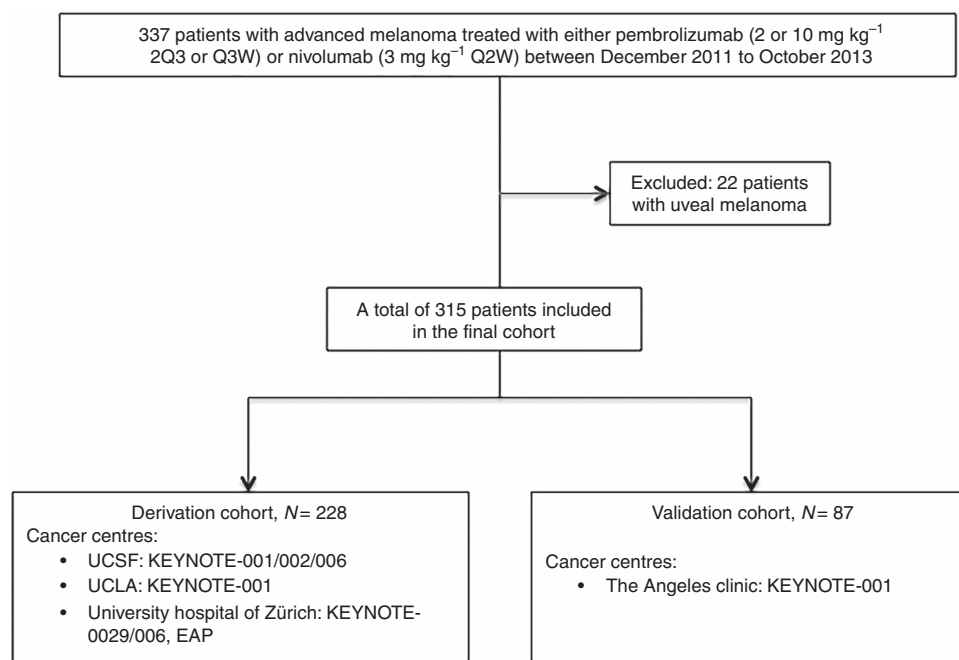 337 patients with advanced melanoma treated with either pembrolizumab (2 or 10 mg kg⁻¹
2Q3 or Q3W) or nivolumab (3 mg kg⁻¹ Q2W) between December 2011 to October 2013
Excluded: 22 patients
with uveal melanoma
A total of 315 patients included
in the final cohort
Derivation cohort, N= 228
Cancer centres:
• UCSF: KEYNOTE-001/002/006
• UCLA: KEYNOTE-001
• University hospital of Zürich: KEYNOTE-
0029/006, EAP
Validation cohort, N= 87
Cancer centres:
• The Angeles clinic: KEYNOTE-001